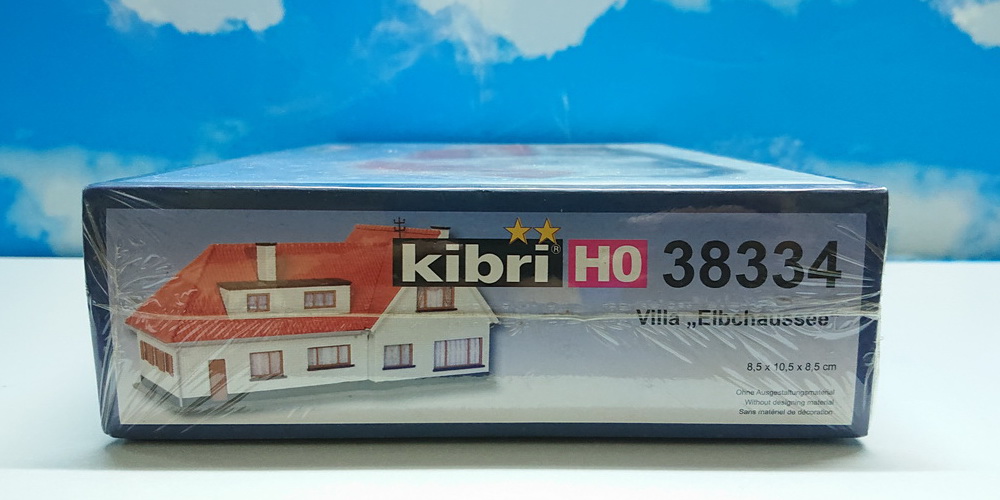 kibri® H0 38334
Villa „Elbchaussee
8,5 x 10,5 x 8,5 cm
Ohne Ausgestaltungsmaterial
Without designing material
Sans matériel de décoration